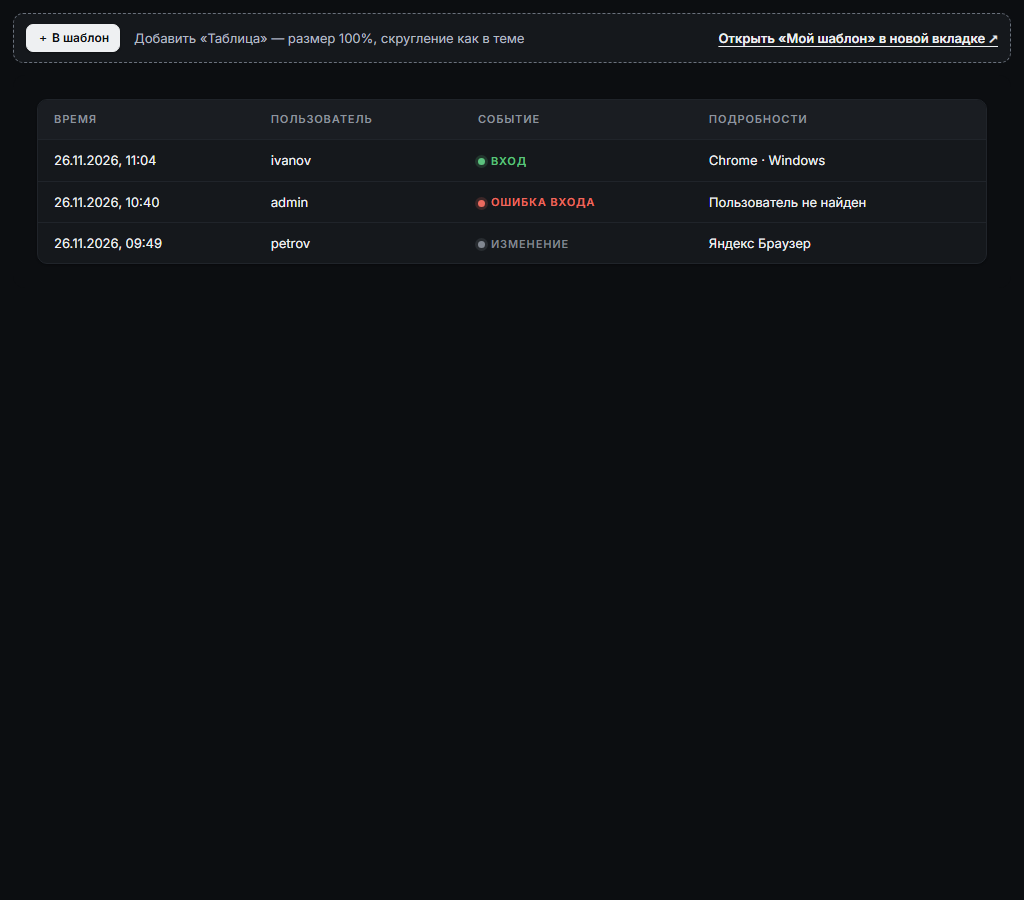 + В шаблон Добавить «Таблица» — размер 100%, скругление как в теме Открыть «Мой шаблон» в новой вкладке ↗
ВРЕМЯ ПОЛЬЗОВАТЕЛЬ СОБЫТИЕ ПОДРОБНОСТИ
26.11.2026, 11:04 ivanov ВХОД Chrome · Windows
26.11.2026, 10:40 admin ОШИБКА ВХОДА Пользователь не найден
26.11.2026, 09:49 petrov ИЗМЕНЕНИЕ Яндекс Браузер